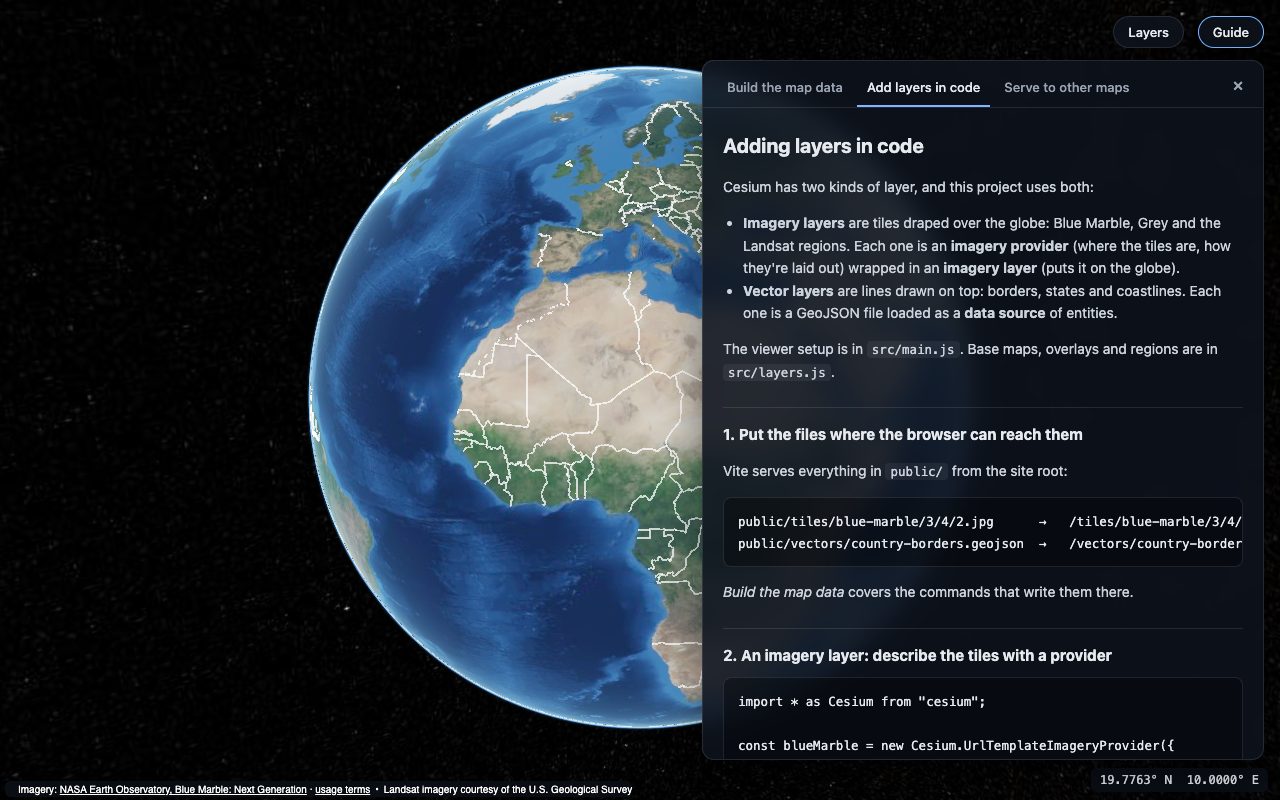 Layers
Guide
Build the map data
Add layers in code
Serve to other maps
×
Adding layers in code
Cesium has two kinds of layer, and this project uses both:
• Imagery layers are tiles draped over the globe: Blue Marble, Grey and the
Landsat regions. Each one is an imagery provider (where the tiles are, how
they're laid out) wrapped in an imagery layer (puts it on the globe).
• Vector layers are lines drawn on top: borders, states and coastlines. Each
one is a GeoJSON file loaded as a data source of entities.
The viewer setup is in src/main.js. Base maps, overlays and regions are in
src/layers.js.
1. Put the files where the browser can reach them
Vite serves everything in public/ from the site root:
public/tiles/blue-marble/3/4/2.jpg → /tiles/blue-marble/3/4/
public/vectors/country-borders.geojson → /vectors/country-border
Build the map data covers the commands that write them there.
2. An imagery layer: describe the tiles with a provider
import * as Cesium from "cesium";
const blueMarble = new Cesium.UrlTemplateImageryProvider({
19.7763° N 10.0000° E
Imagery: NASA Earth Observatory, Blue Marble: Next Generation · usage terms • Landsat imagery courtesy of the U.S. Geological Survey